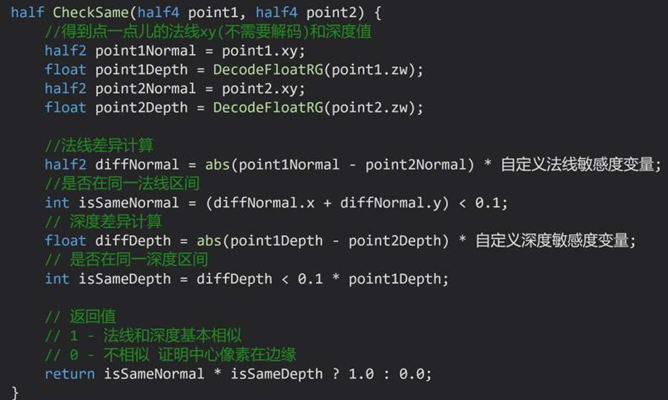 half CheckSame(half4 point1, half4 point2) {
//得到点一点儿的法线xy(不需要解码)和深度值
half2 point1Normal = point1.xy;
float point1Depth = DecodeFloatRG(point1.zw);
half2 point2Normal = point2.xy;
float point2Depth = DecodeFloatRG(point2.zw);
//法线差异计算
half2 diffNormal = abs(point1Normal - point2Normal) * 自定义法线敏感度变量;
//是否在同一法线区间
int isSameNormal = (diffNormal.x + diffNormal.y) < 0.1;
// 深度差异计算
float diffDepth = abs(point1Depth - point2Depth) * 自定义深度敏感度变量;
// 是否在同一深度区间
int isSameDepth = diffDepth < 0.1 * point1Depth;
// 返回值
// 1 - 法线和深度基本相似
// 0 - 不相似 证明中心像素在边缘
return isSameNormal * isSameDepth ? 1.0 : 0.0;
}